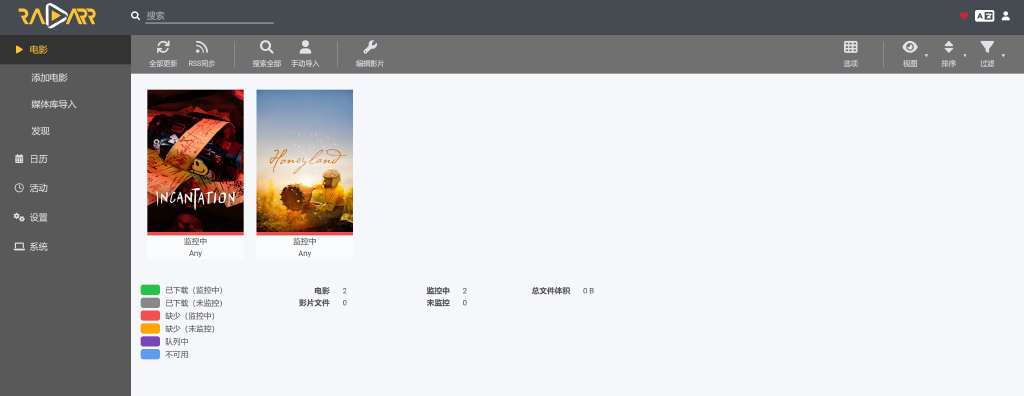 RADARR
搜索
电影
添加电影
媒体库导入
发现
日历
活动
设置
系统
全部更新
RSS同步
搜索全部
手动导入
编辑影片
选项
视图
排序
过滤
INCANTATION
监控中
Any
Honeyland
监控中
Any
已下载（监控中）
已下载（未监控）
缺少（监控中）
缺少（未监控）
队列中
不可用
电影 2
影片文件 0
监控中 2
未监控 0
总文件体积 0 B